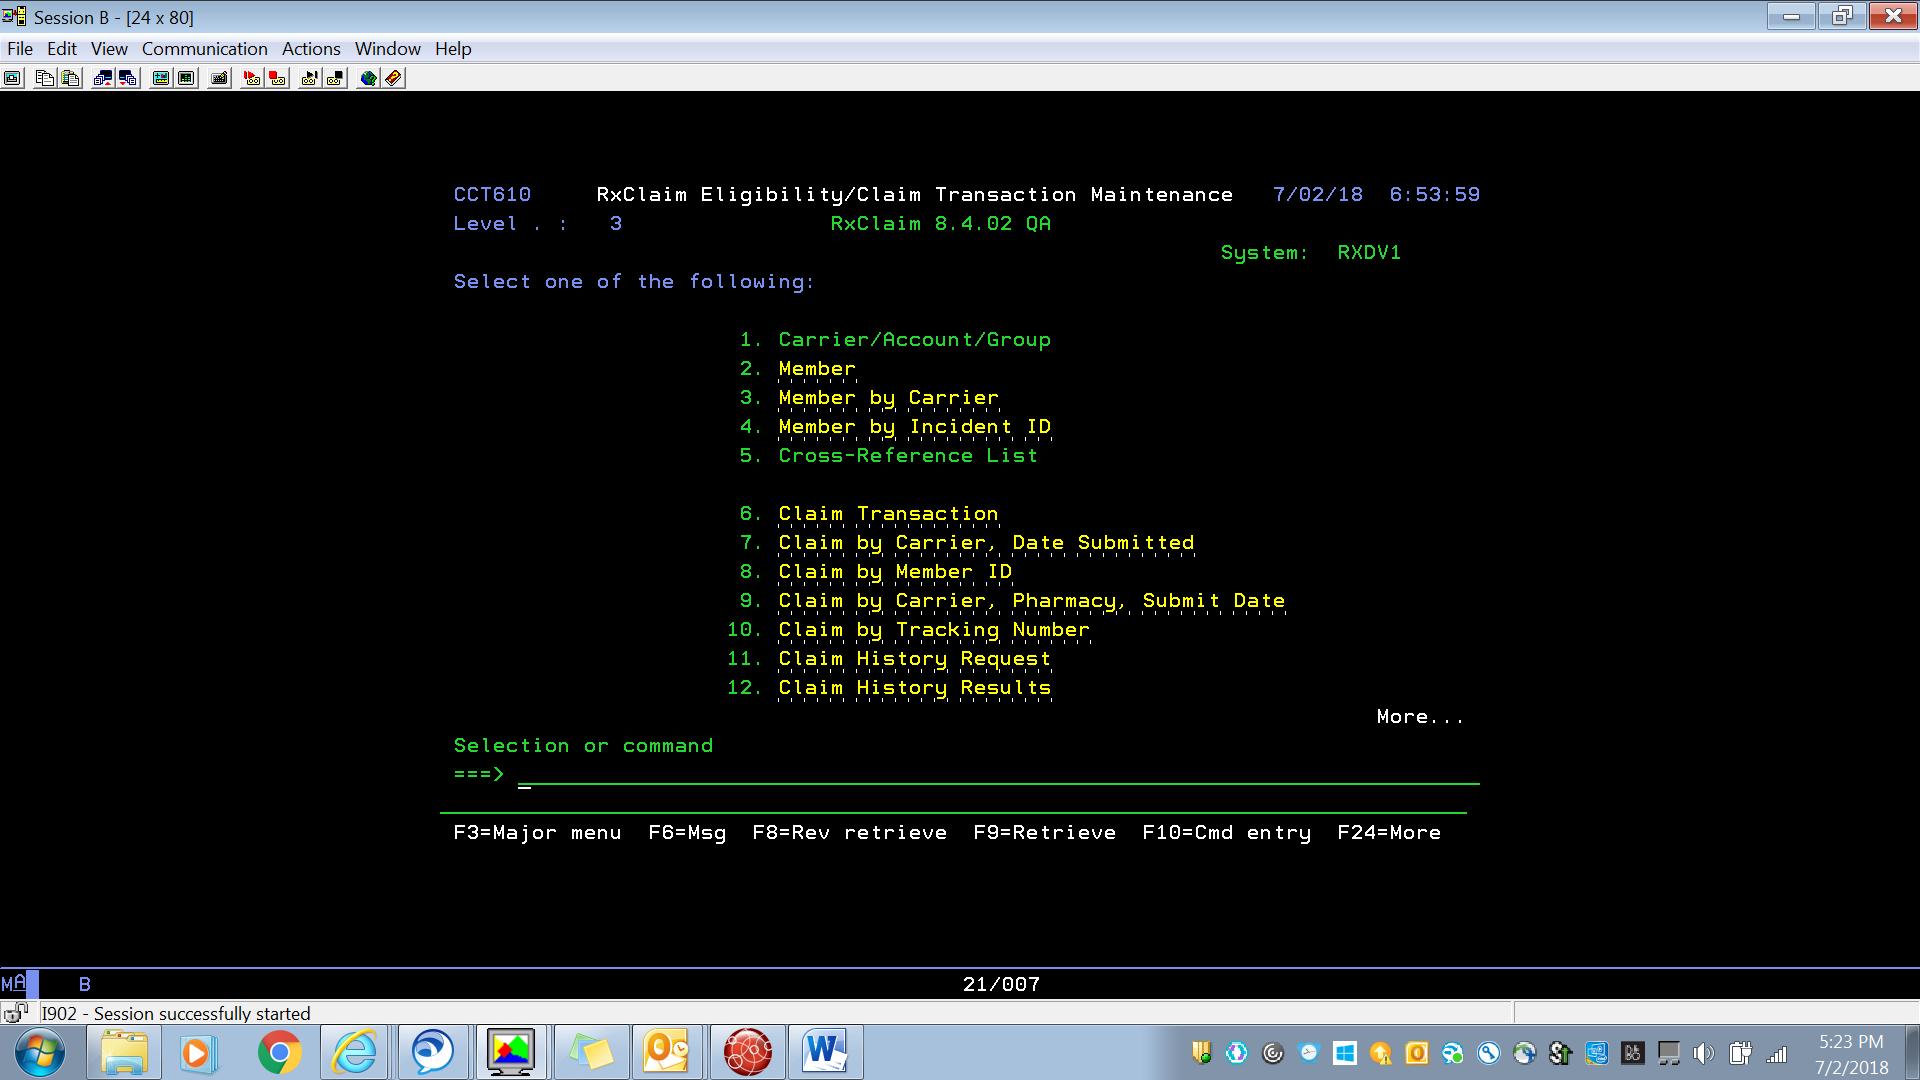 Session B - [24 x 80]
File Edit View Communication Actions Window Help
CCT610 RxClaim Eligibility/Claim Transaction Maintenance 7/02/18 6:53:59
Level . : 3 RxClaim 8.4.02 QA
System: RXDV1
Select one of the following:
1. Carrier/Account/Group
2. Member
3. Member by Carrier
4. Member by Incident ID
5. Cross-Reference List
6. Claim Transaction
7. Claim by Carrier, Date Submitted
8. Claim by Member ID
9. Claim by Carrier, Pharmacy, Submit Date
10. Claim by Tracking Number
11. Claim History Request
12. Claim History Results
More...
Selection or command
===>
F3=Major menu F6=Msg F8=Rev retrieve F9=Retrieve F10=Cmd entry F24=More
MA B 21/007
I902 - Session successfully started
5:23 PM
7/2/2018